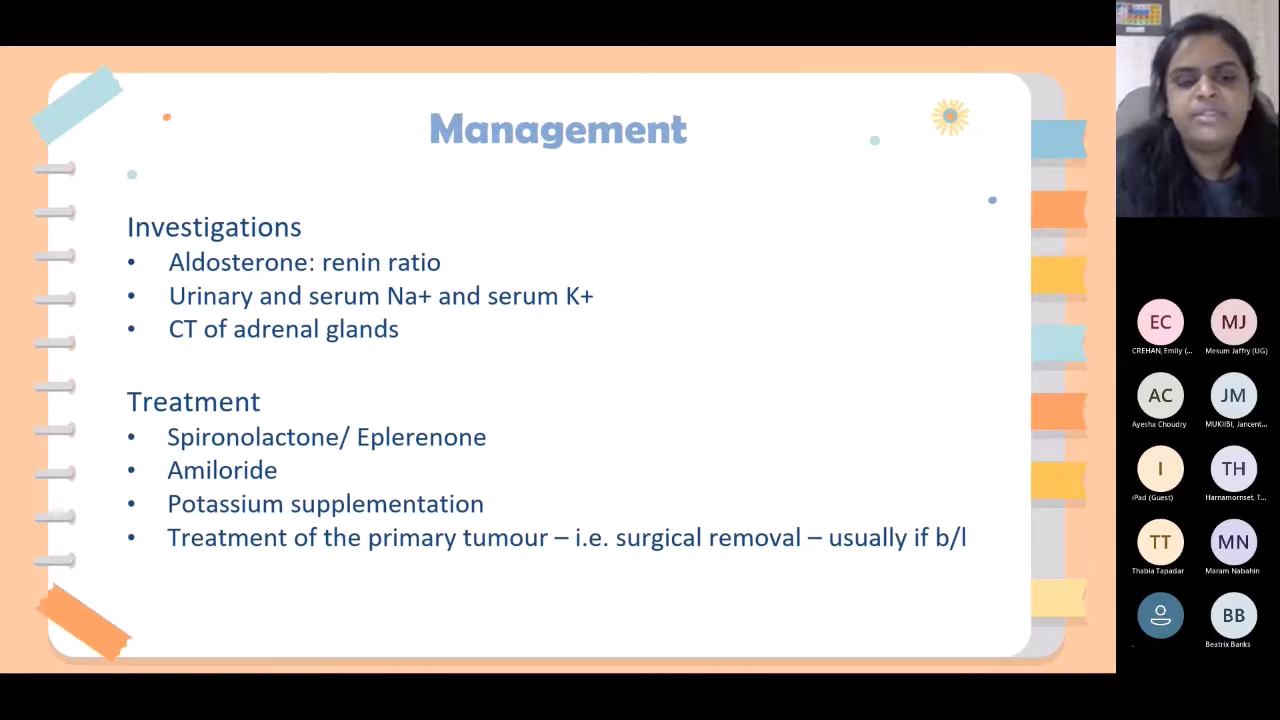 Management
Investigations
• Aldosterone: renin ratio
• Urinary and serum Na+ and serum K+
• CT of adrenal glands
Treatment
• Spironolactone/ Eplerenone
• Amiloride
• Potassium supplementation
• Treatment of the primary tumour – i.e. surgical removal – usually if b/l
EC
MJ
CREHAN, Emily (...
Mesum Jaffry (UG)
AC
JM
Ayesha Choudry
MUKIIBI, Jancent...
I
TH
iPad (Guest)
Harnamornset, T...
TT
MN
Thabia Tapadar
Maram Nabahin
BB
.
Beatrix Banks